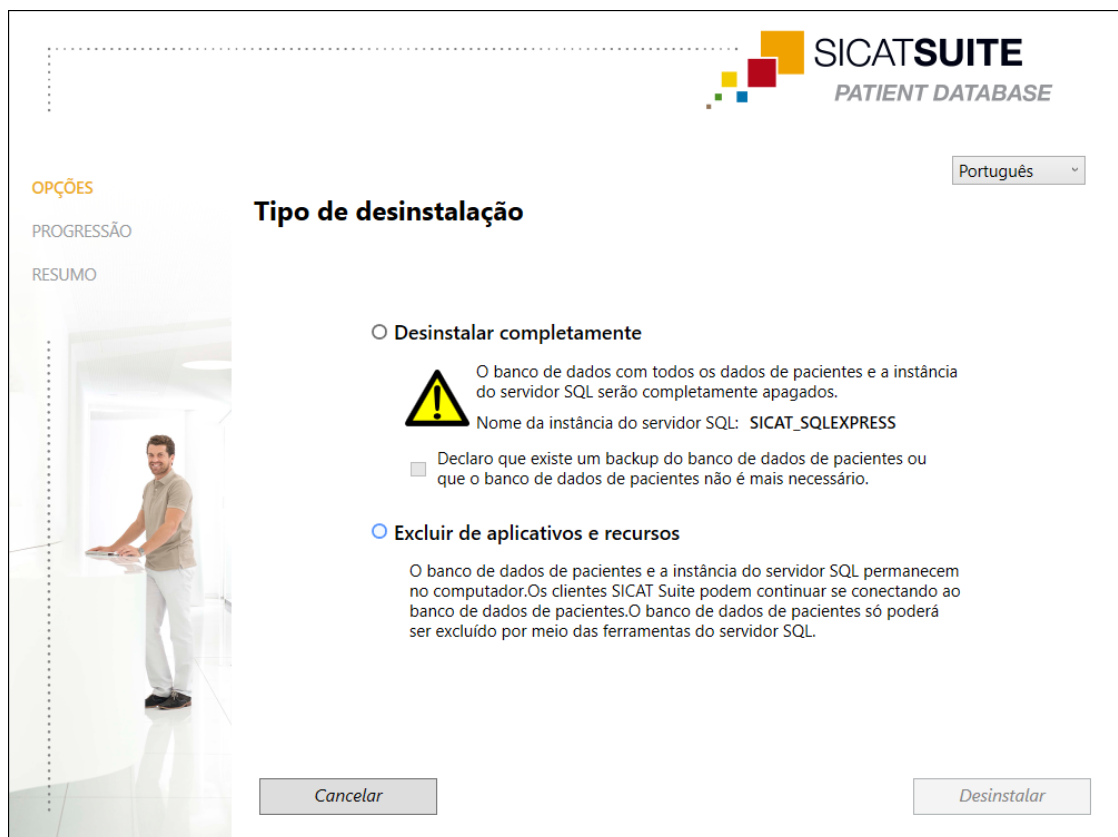 SICATSUITE
PATIENT DATABASE
Português
OPÇÕES
PROGRESSÃO
RESUMO
Tipo de desinstalação
Desinstalar completamente
O banco de dados com todos os dados de pacientes e a instância
do servidor SQL serão completamente apagados.
Nome da instância do servidor SQL: SICAT_SQLEXPRESS
Declaro que existe um backup do banco de dados de pacientes ou
que o banco de dados de pacientes não é mais necessário.
Excluir de aplicativos e recursos
O banco de dados de pacientes e a instância do servidor SQL permanecem
no computador.Os clientes SICAT Suite podem continuar se conectando ao
banco de dados de pacientes.O banco de dados de pacientes só poderá
ser excluído por meio das ferramentas do servidor SQL.
Cancelar
Desinstalar